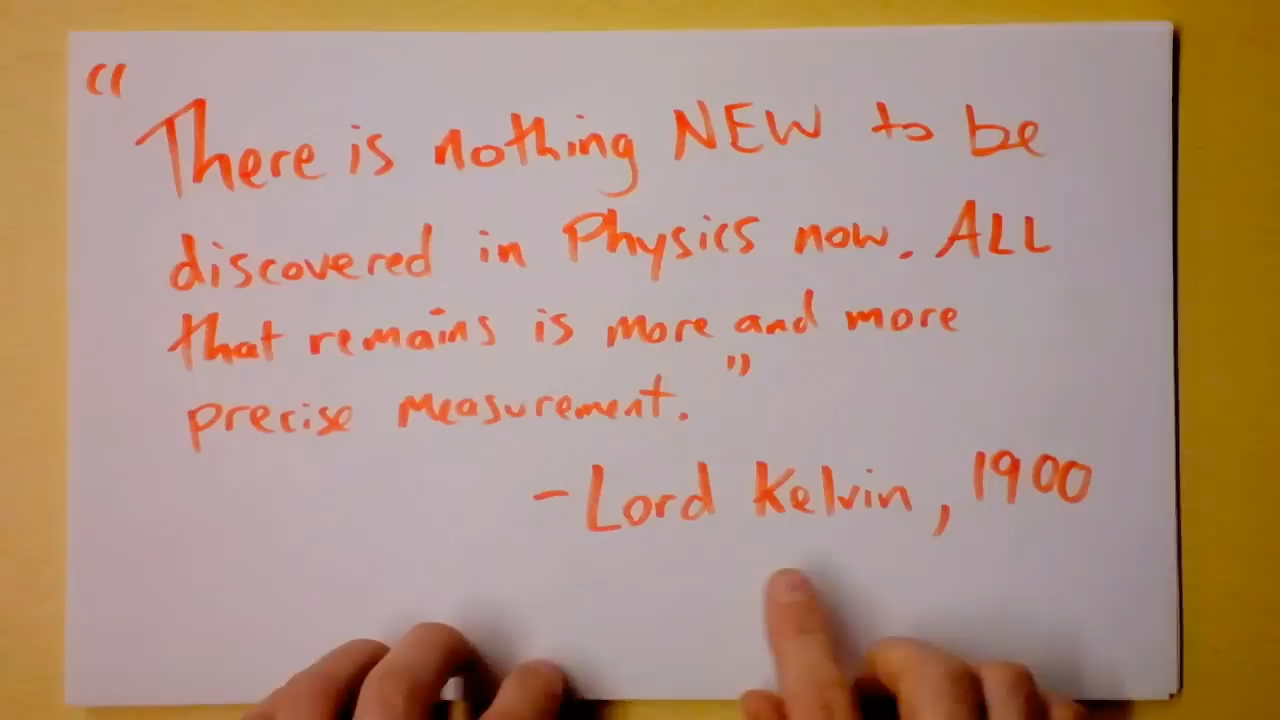 "There is nothing NEW to be
discovered in Physics now. ALL
that remains is more and more
precise measurement."
-Lord Kelvin, 1900